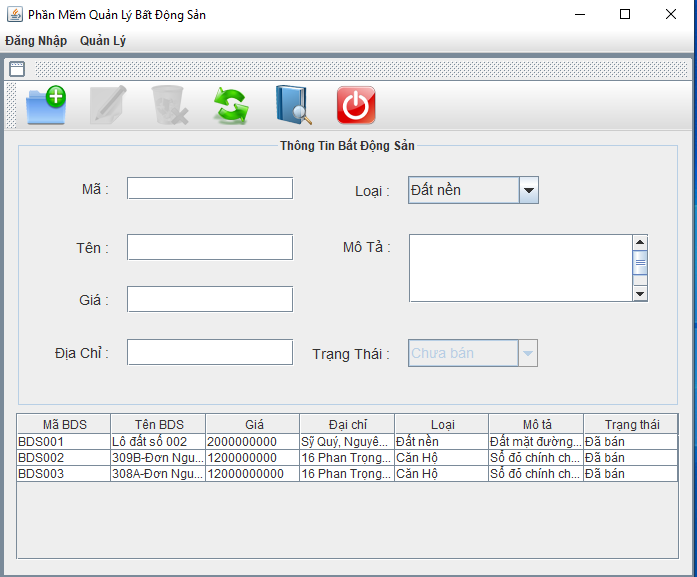 Phần Mềm Quản Lý Bất Động Sản
Đăng Nhập Quản Lý
Thông Tin Bất Động Sản
Mã : Loại : Đất nền
Tên : Mô Tả :
Giá :
Địa Chỉ : Trạng Thái : Chưa bán
Mã BDS Tên BDS Giá Đại chỉ Loại Mô tả Trạng thái
BDS001 Lô đất số 002 2000000000 Sỹ Quý, Nguyê... Đất nền Đất mặt đường... Đã bán
BDS002 309B-Đơn Ngu... 1200000000 16 Phan Trọng... Căn Hộ Sổ đỏ chính ch... Đã bán
BDS003 308A-Đơn Ngu... 12000000000 16 Phan Trọng... Căn Hộ Sổ đỏ chính ch... Đã bán